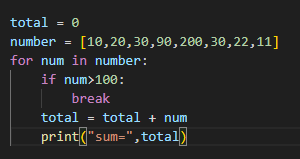 total = 0
number = [10,20,30,90,200,30,22,11]
for num in number:
    if num>100:
        break
    total = total + num
    print("sum=",total)